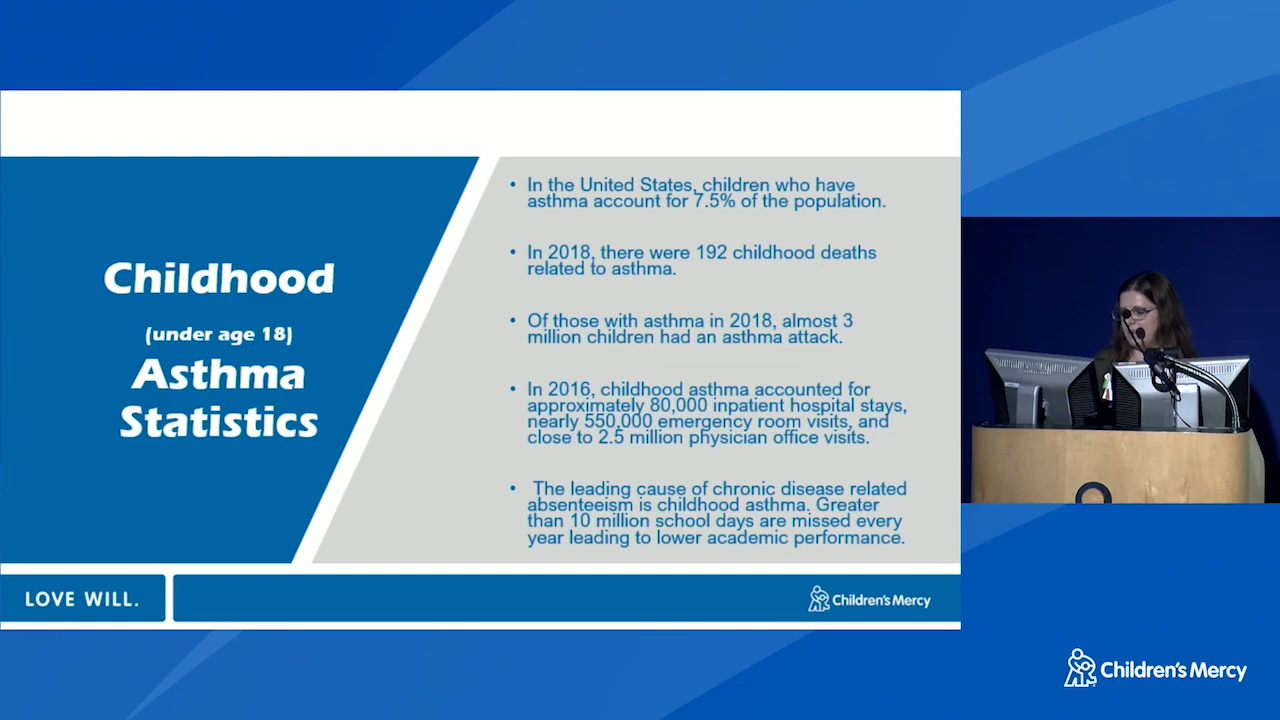 Childhood
(under age 18)
Asthma
Statistics
• In the United States, children who have
asthma account for 7.5% of the population.
• In 2018, there were 192 childhood deaths
related to asthma.
• Of those with asthma in 2018, almost 3
million children had an asthma attack.
• In 2016, childhood asthma accounted for
approximately 80,000 inpatient hospital stays,
nearly 550,000 emergency room visits, and
close to 2.5 million physician office visits.
• The leading cause of chronic disease related
absenteeism is childhood asthma. Greater
than 10 million school days are missed every
year leading to lower academic performance.
LOVE WILL.
Children's Mercy
Children's Mercy